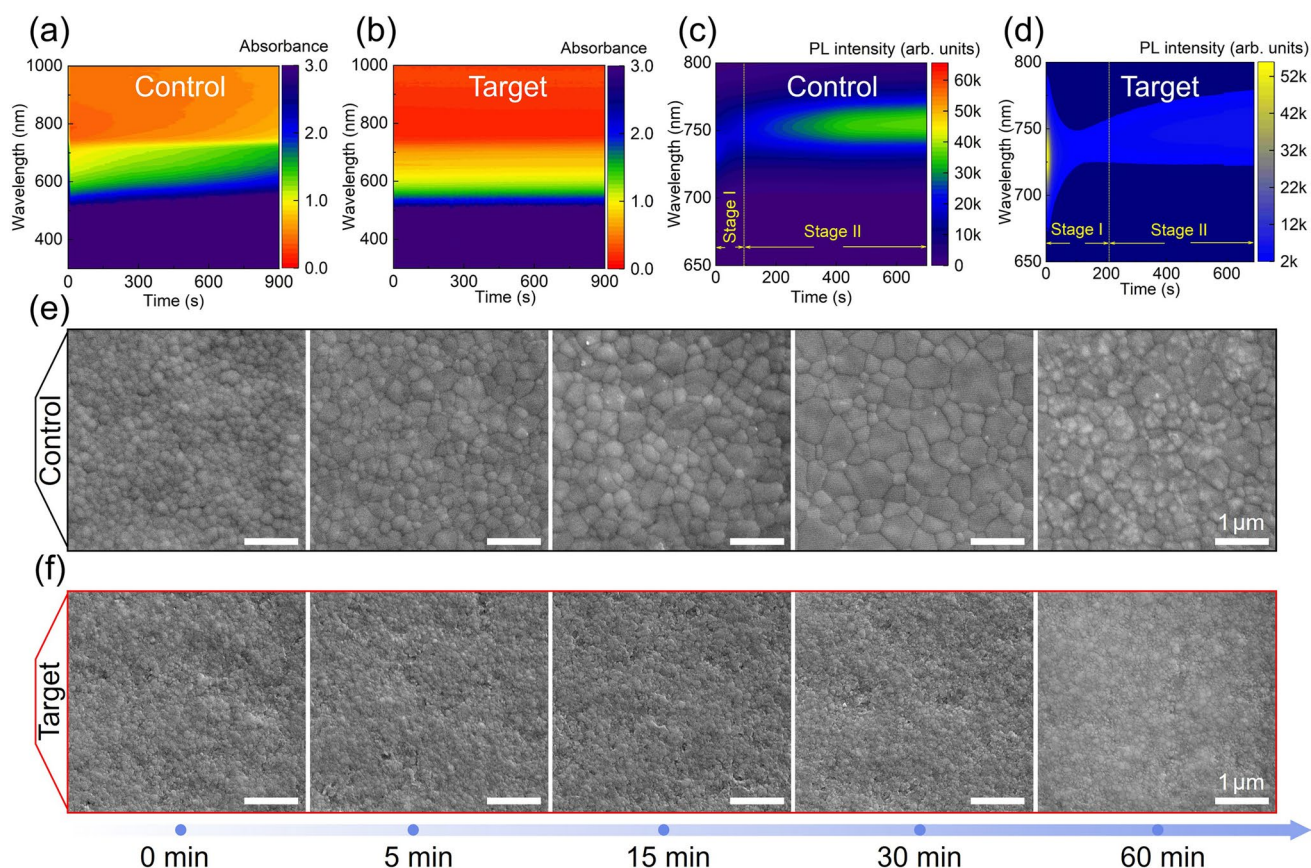 (a)
Absorbance
Control
1000
800
600
400
Wavelength (nm)
0
300
600
900
Time (s)
3.0
2.0
1.0
0.0
(b)
Absorbance
Target
1000
800
600
400
Wavelength (nm)
0
300
600
900
Time (s)
3.0
2.0
1.0
0.0
(c)
PL intensity (arb. units)
Control
800
750
700
650
Wavelength (nm)
Stage I
Stage II
0
200
400
600
Time (s)
60k
50k
40k
30k
20k
10k
0
(d)
PL intensity (arb. units)
Target
800
750
700
650
Wavelength (nm)
Stage I
Stage II
0
200
400
600
Time (s)
52k
42k
32k
22k
12k
2k
(e)
Control
1 μm
(f)
Target
1 μm
0 min
5 min
15 min
30 min
60 min